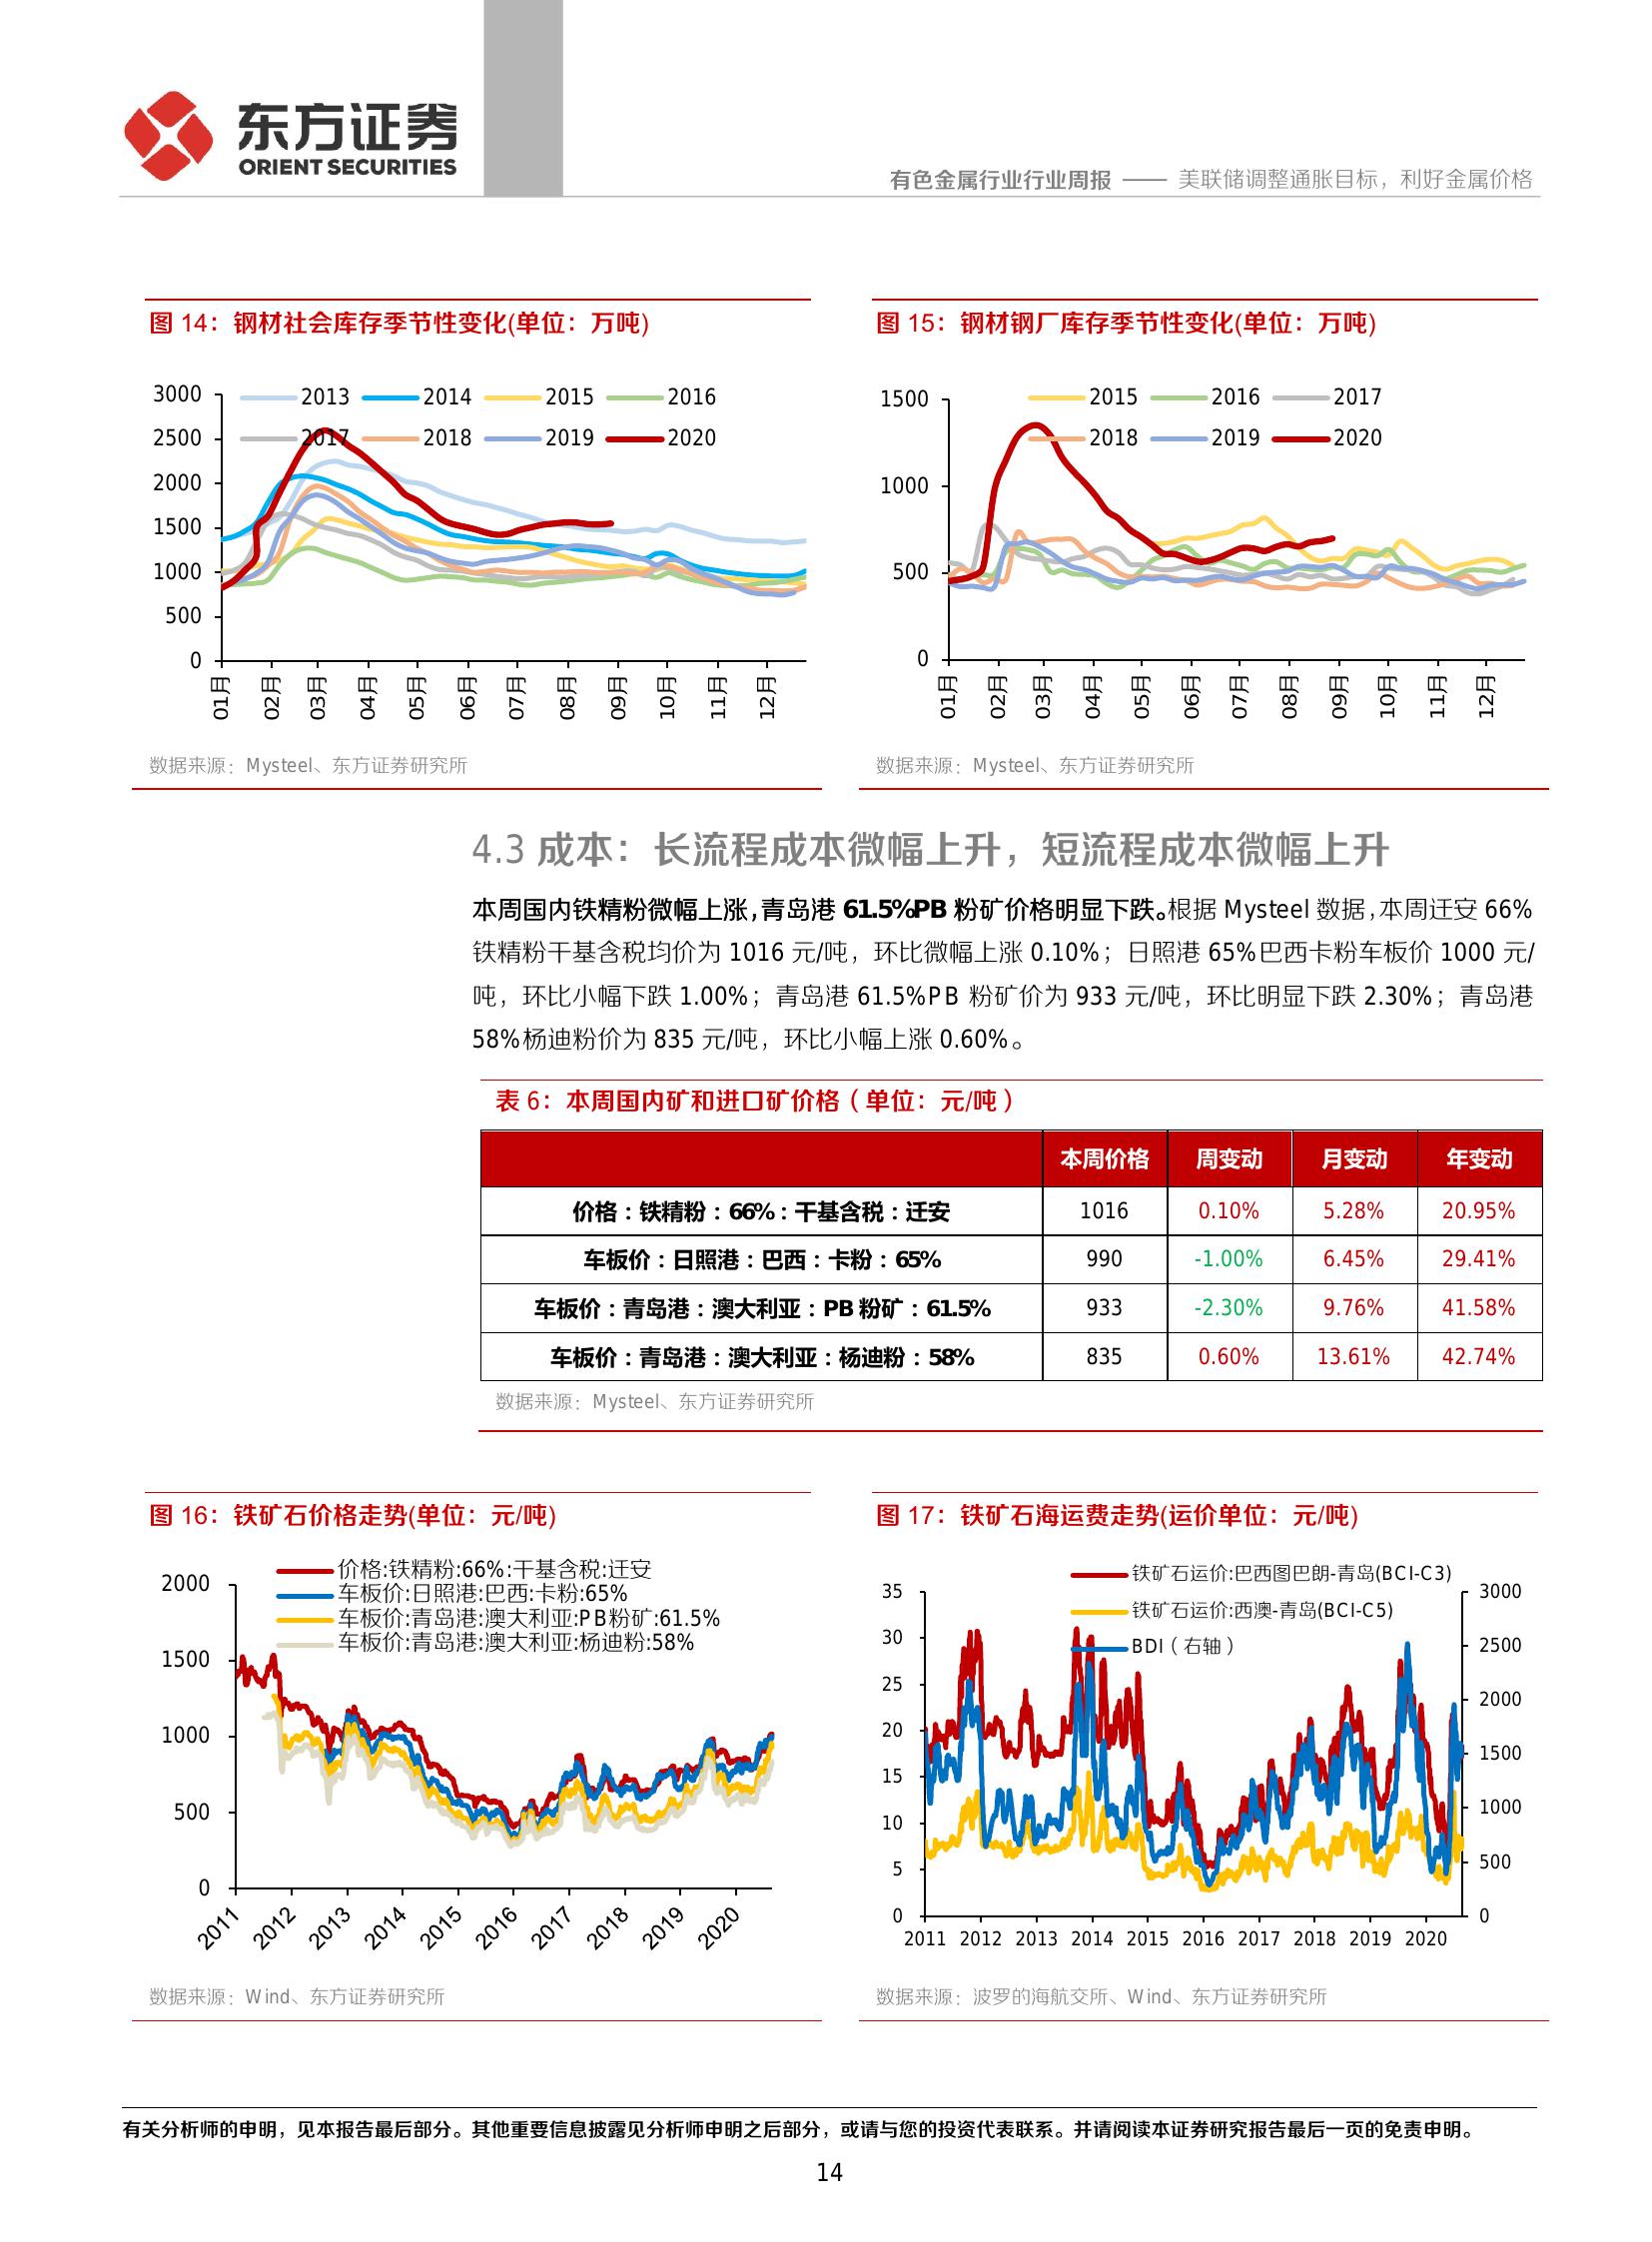 东方证券
ORIENT SECURITIES
有色金属行业行业周报 —— 美联储调整通胀目标，利好金属价格
图 14：钢材社会库存季节性变化(单位：万吨)
3000
2500
2000
1500
1000
500
0
2013 2014 2015 2016
2017 2018 2019 2020
01月 02月 03月 04月 05月 06月 07月 08月 09月 10月 11月 12月
数据来源：Mysteel、东方证券研究所
图 15：钢材钢厂库存季节性变化(单位：万吨)
1500
1000
500
0
2015 2016 2017
2018 2019 2020
01月 02月 03月 04月 05月 06月 07月 08月 09月 10月 11月 12月
数据来源：Mysteel、东方证券研究所
4.3 成本：长流程成本微幅上升，短流程成本微幅上升
本周国内铁精粉微幅上涨，青岛港 61.5%PB 粉矿价格明显下跌。根据 Mysteel 数据，本周迁安 66%
铁精粉干基含税均价为 1016 元/吨，环比微幅上涨 0.10%；日照港 65%巴西卡粉车板价 1000 元/
吨，环比小幅下跌 1.00%；青岛港 61.5%PB 粉矿价为 933 元/吨，环比明显下跌 2.30%；青岛港
58%杨迪粉价为 835 元/吨，环比小幅上涨 0.60%。
表 6：本周国内矿和进口矿价格（单位：元/吨）
本周价格 周变动 月变动 年变动
价格：铁精粉：66%：干基含税：迁安 1016 0.10% 5.28% 20.95%
车板价：日照港：巴西：卡粉：65% 990 -1.00% 6.45% 29.41%
车板价：青岛港：澳大利亚：PB 粉矿：61.5% 933 -2.30% 9.76% 41.58%
车板价：青岛港：澳大利亚：杨迪粉：58% 835 0.60% 13.61% 42.74%
数据来源：Mysteel、东方证券研究所
图 16：铁矿石价格走势(单位：元/吨)
价格:铁精粉:66%:干基含税:迁安
车板价:日照港:巴西:卡粉:65%
车板价:青岛港:澳大利亚:PB粉矿:61.5%
车板价:青岛港:澳大利亚:杨迪粉:58%
2000
1500
1000
500
0
2011 2012 2013 2014 2015 2016 2017 2018 2019 2020
数据来源：Wind、东方证券研究所
图 17：铁矿石海运费走势(运价单位：元/吨)
铁矿石运价:巴西图巴朗-青岛(BCI-C3)
铁矿石运价:西澳-青岛(BCI-C5)
BDI（右轴）
35
30
25
20
15
10
5
0
3000
2500
2000
1500
1000
500
0
2011 2012 2013 2014 2015 2016 2017 2018 2019 2020
数据来源：波罗的海航交所、Wind、东方证券研究所
有关分析师的申明，见本报告最后部分。其他重要信息披露见分析师申明之后部分，或请与您的投资代表联系。并请阅读本证券研究报告最后一页的免责申明。
14